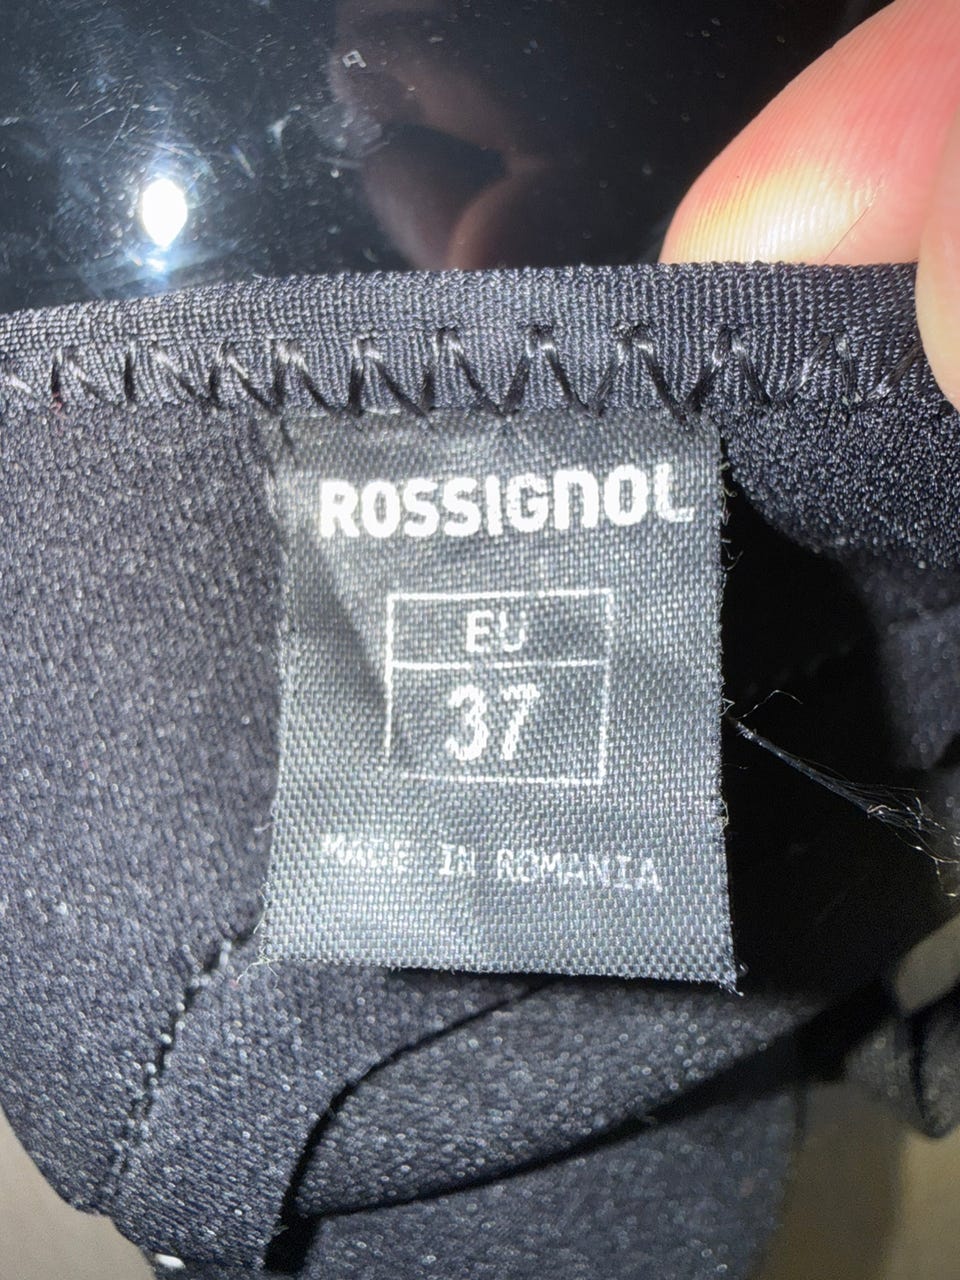 ROSSIGNOL
EU
37
MADE IN ROMANIA